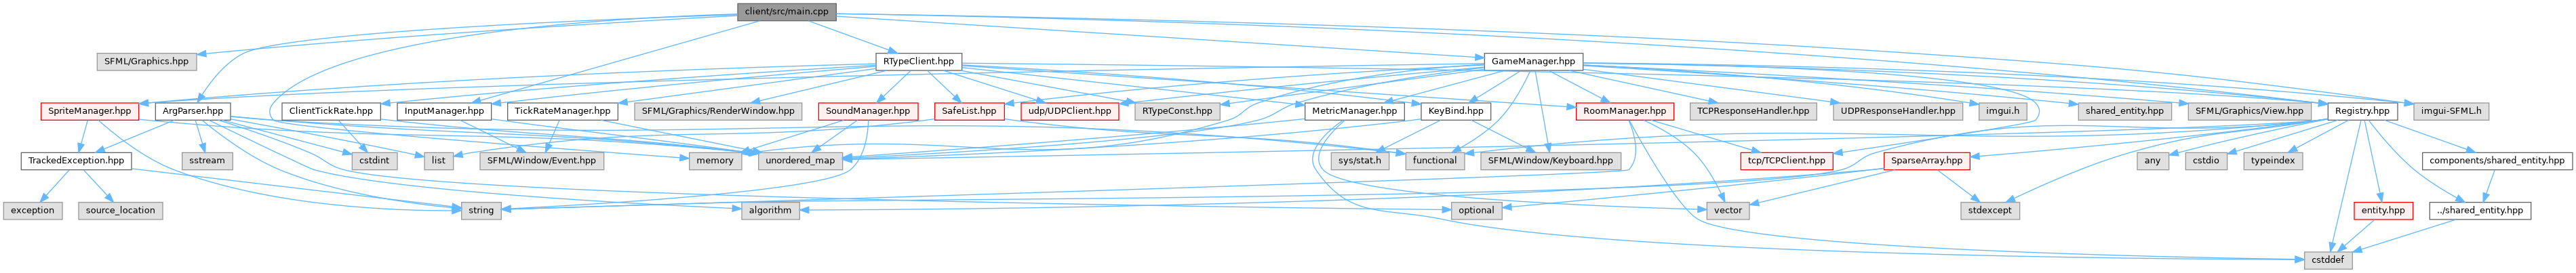 client/src/main.cpp
SFML/Graphics.hpp
RTypeClient.hpp
GameManager.hpp
SpriteManager.hpp
ArgParser.hpp
ClientTickRate.hpp
InputManager.hpp
TickRateManager.hpp
SFML/Graphics/RenderWindow.hpp
SoundManager.hpp
SafeList.hpp
udp/UDPClient.hpp
RTypeConst.hpp
MetricManager.hpp
KeyBind.hpp
RoomManager.hpp
TCPResponseHandler.hpp
UDPResponseHandler.hpp
imgui.h
shared_entity.hpp
SFML/Graphics/View.hpp
Registry.hpp
imgui-SFML.h
TrackedException.hpp
sstream
cstdint
list
SFML/Window/Event.hpp
memory
unordered_map
sys/stat.h
functional
SFML/Window/Keyboard.hpp
tcp/TCPClient.hpp
SparseArray.hpp
any
cstdio
typeindex
components/shared_entity.hpp
exception
source_location
string
algorithm
optional
vector
stdexcept
entity.hpp
../shared_entity.hpp
cstddef